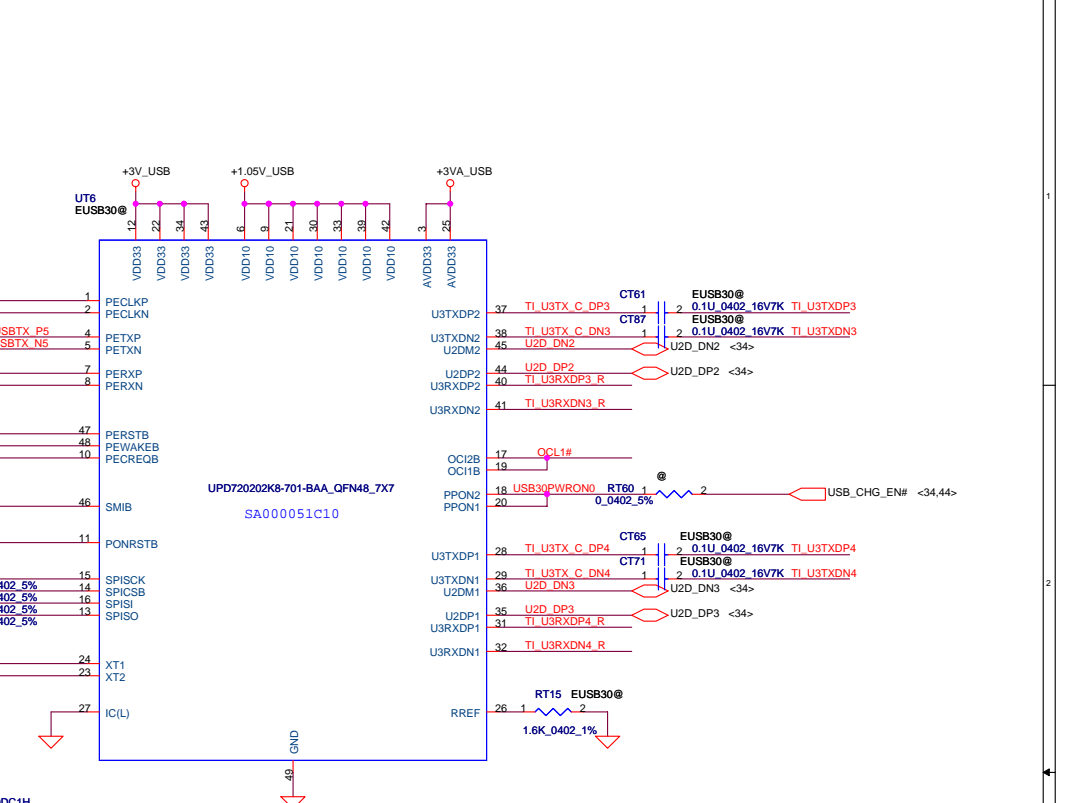 +3V_USB +1.05V_USB +3VA_USB
UT6
EUSB30@
12 22 34 43 6 9 21 30 33 39 42 3 25
VDD33 VDD33 VDD33 VDD33 VDD10 VDD10 VDD10 VDD10 VDD10 VDD10 VDD10 AVDD33 AVDD33
1
CT61 EUSB30@
1 PECLKP
2 PECLKN
U3TXDP2 37 TI_U3TX_C_DP3 1 2 0.1U_0402_16V7K TI_U3TXDP3
CT87 EUSB30@
SBTX_P5 4 PETXP
U3TXDN2 38 TI_U3TX_C_DN3 1 2 0.1U_0402_16V7K TI_U3TXDN3
SBTX_N5 5 PETXN
U2DM2 45 U2D_DN2 U2D_DN2 <34>
7 PERXP
U2DP2 44 U2D_DP2 U2D_DP2 <34>
8 PERXN
U3RXDP2 40 TI_U3RXDP3_R
U3RXDN2 41 TI_U3RXDN3_R
47 PERSTB
48 PEWAKEB
10 PECREQB
OCI2B 17 OCL1#
OCI1B 19
@
UPD720202K8-701-BAA_QFN48_7X7
PPON2 18 USB30PWRON0 RT60 1 2 USB_CHG_EN# <34,44>
PPON1 20 0_0402_5%
46 SMIB
SA000051C10
CT65 EUSB30@
11 PONRSTB
U3TXDP1 28 TI_U3TX_C_DP4 1 2 0.1U_0402_16V7K TI_U3TXDP4
CT71 EUSB30@
15 SPISCK
U3TXDN1 29 TI_U3TX_C_DN4 1 2 0.1U_0402_16V7K TI_U3TXDN4
2
402_5% 14 SPICSB
U2DM1 36 U2D_DN3 U2D_DN3 <34>
402_5% 16 SPISI
402_5% 13 SPISO
U2DP1 35 U2D_DP3 U2D_DP3 <34>
402_5%
U3RXDP1 31 TI_U3RXDP4_R
U3RXDN1 32 TI_U3RXDN4_R
24 XT1
23 XT2
RT15 EUSB30@
27 IC(L)
RREF 26 1 2
1.6K_0402_1%
GND
49